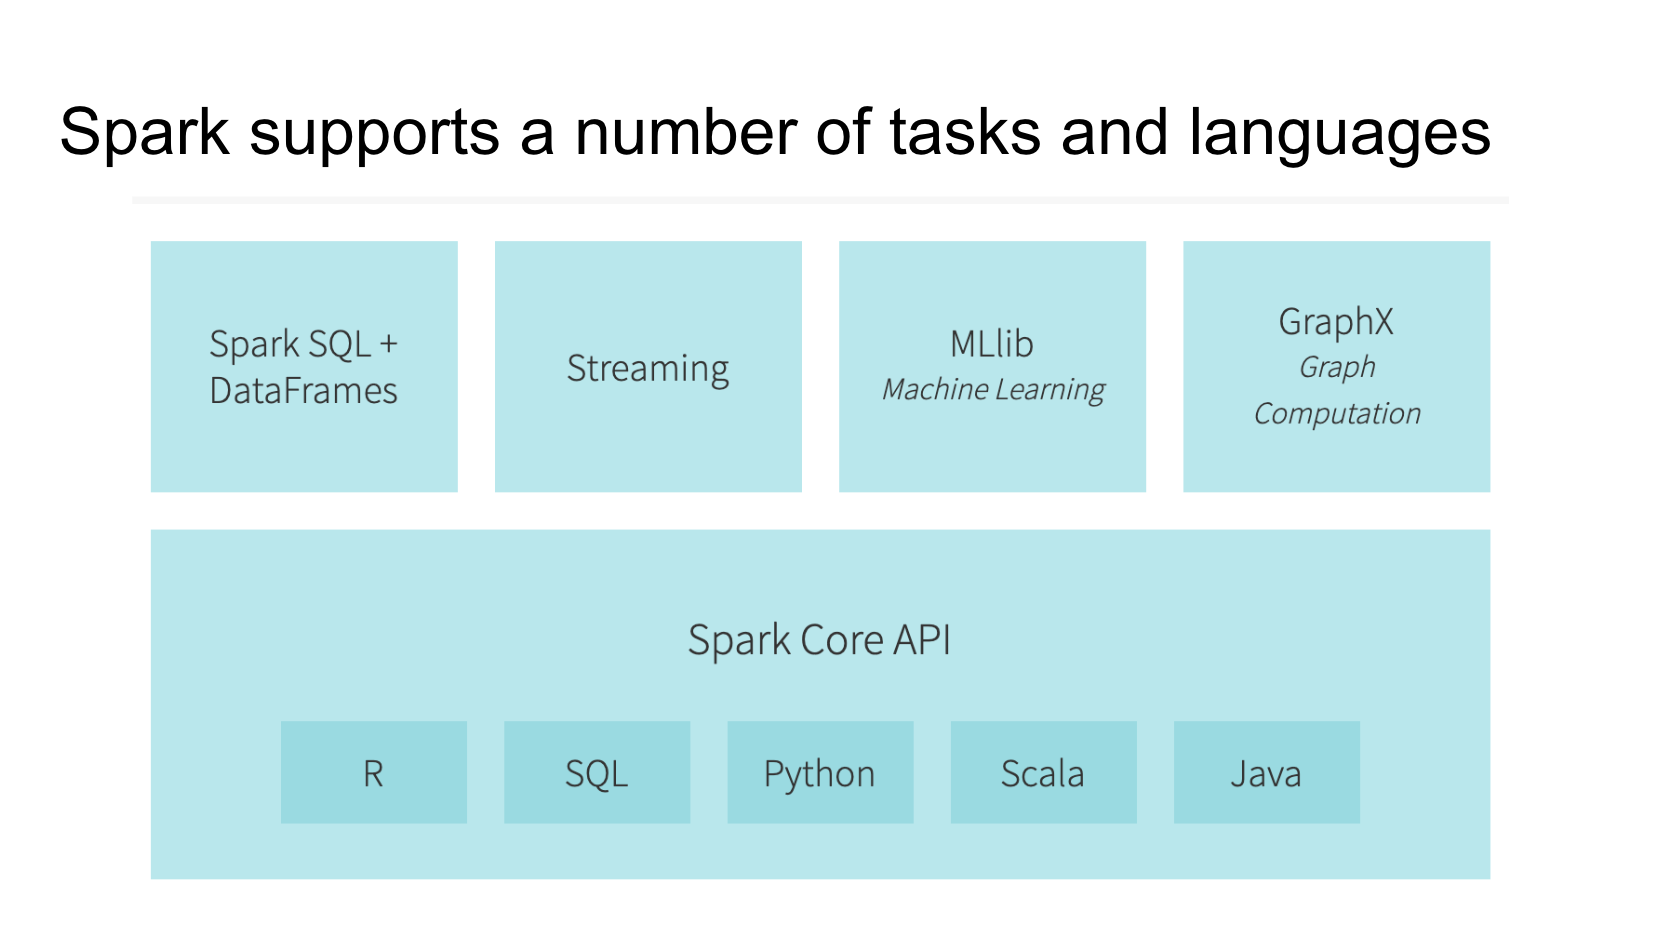 Spark supports a number of tasks and languages
Spark SQL +
DataFrames
Streaming
MLlib
Machine Learning
GraphX
Graph
Computation
Spark Core API
R
SQL
Python
Scala
Java